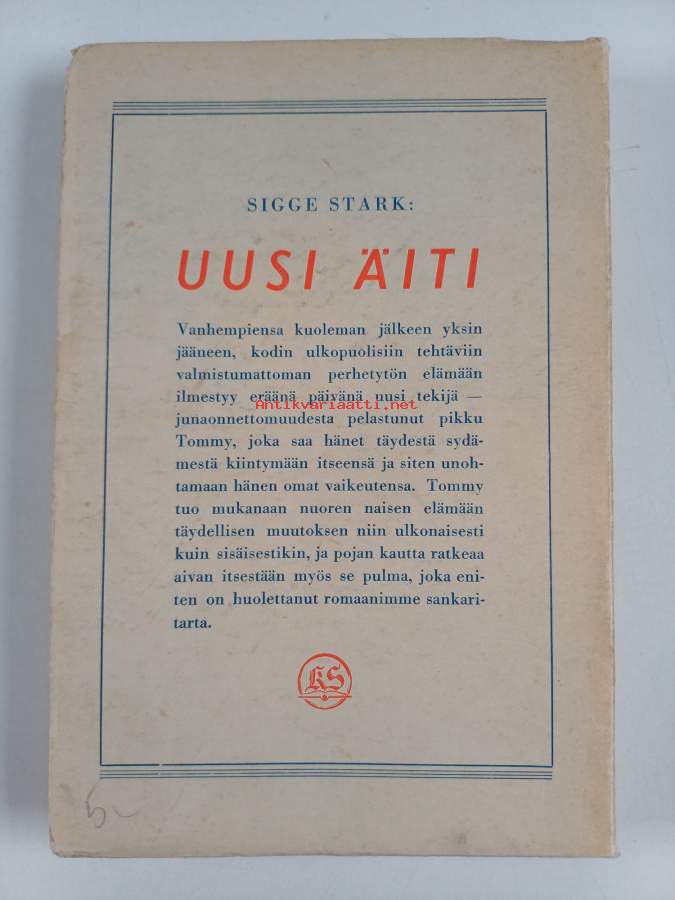 SIGGE STARK:
UUSI ÄITI
Vanhempiensa kuoleman jälkeen yksin
jääneen, kodin ulkopuolisiin tehtäviin
valmistumattoman perhetytön elämään
ilmestyy eräänä päivänä uusi tekijä —
Antikvariaatti.net
junaonnettomuudesta pelastunut pikku
Tommy, joka saa hänet täydestä sydä-
mestä kiintymään itseensä ja siten unoh-
tamaan hänen omat vaikeutensa. Tommy
tuo mukanaan nuoren naisen elämään
täydellisen muutoksen niin ulkonaisesti
kuin sisäisestikin, ja pojan kautta ratkeaa
aivan itsestään myös se pulma, joka eni-
ten on huolettanut romaanimme sankari-
tarta.
KS
5-